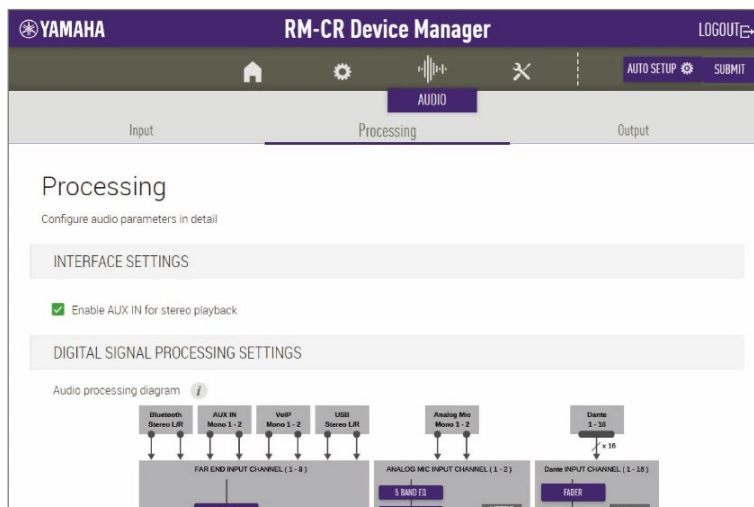 YAMAHA RM-CR Device Manager LOGOUT
AUTO SETUP SUBMIT
AUDIO
Input Processing Output
Processing
Configure audio parameters in detail
INTERFACE SETTINGS
Enable AUX IN for stereo playback
DIGITAL SIGNAL PROCESSING SETTINGS
Audio processing diagram i
Bluetooth AUX IN VoIP USB Analog Mic Dante
Stereo L/R Mono 1 - 2 Mono 1 - 2 Stereo L/R Mono 1 - 2 1 - 16
x 16
FAR END INPUT CHANNEL ( 1 - 8 ) ANALOG MIC INPUT CHANNEL ( 1 - 2 ) Dante INPUT CHANNEL ( 1 - 16 )
5 BAND EQ FADER